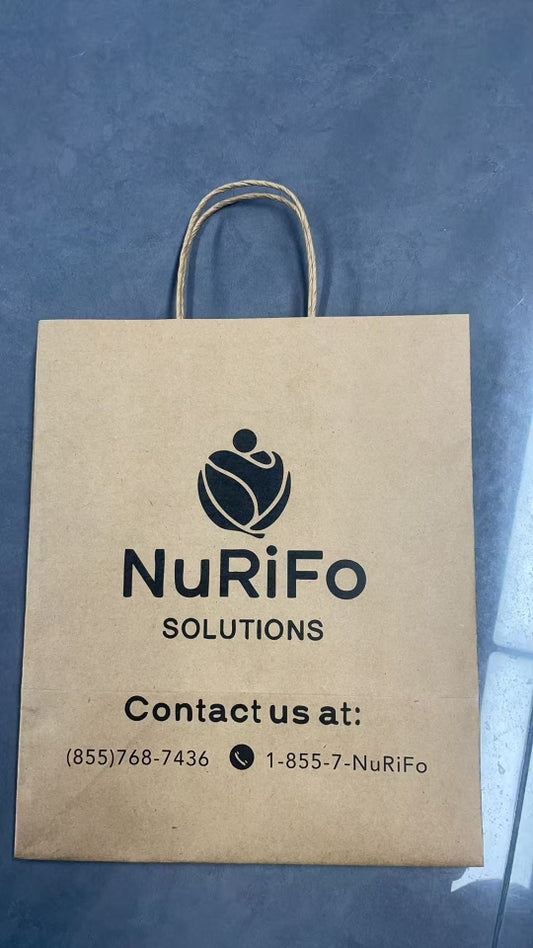 NuRiFo
SOLUTIONS
Contact us at:
(855)768-7436 1-855-7-NuRiFo